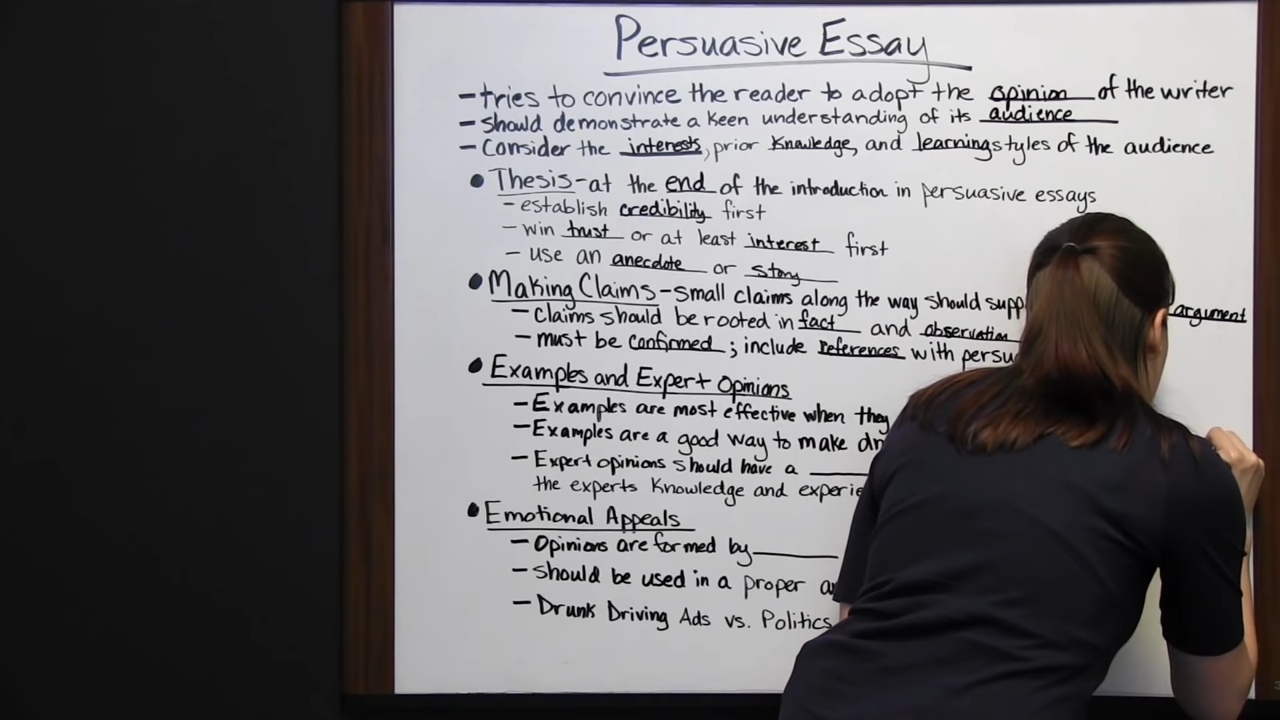 Persuasive Essay
- tries to convince the reader to adopt the opinion of the writer
- should demonstrate a keen understanding of its audience
- Consider the interests, prior knowledge, and learning styles of the audience
• Thesis - at the end of the introduction in persuasive essays
- establish credibility first
- win trust or at least interest first
- use an anecdote or story
• Making Claims - small claims along the way should supp argument
- claims should be rooted in fact and observation
- must be confirmed; include references with persu
• Examples and Expert Opinions
- Examples are most effective when they
- Examples are a good way to make
- Expert opinions should have a ______
the experts knowledge and experie
• Emotional Appeals
- Opinions are formed by ______
- should be used in a proper
- Drunk Driving Ads vs. Politics